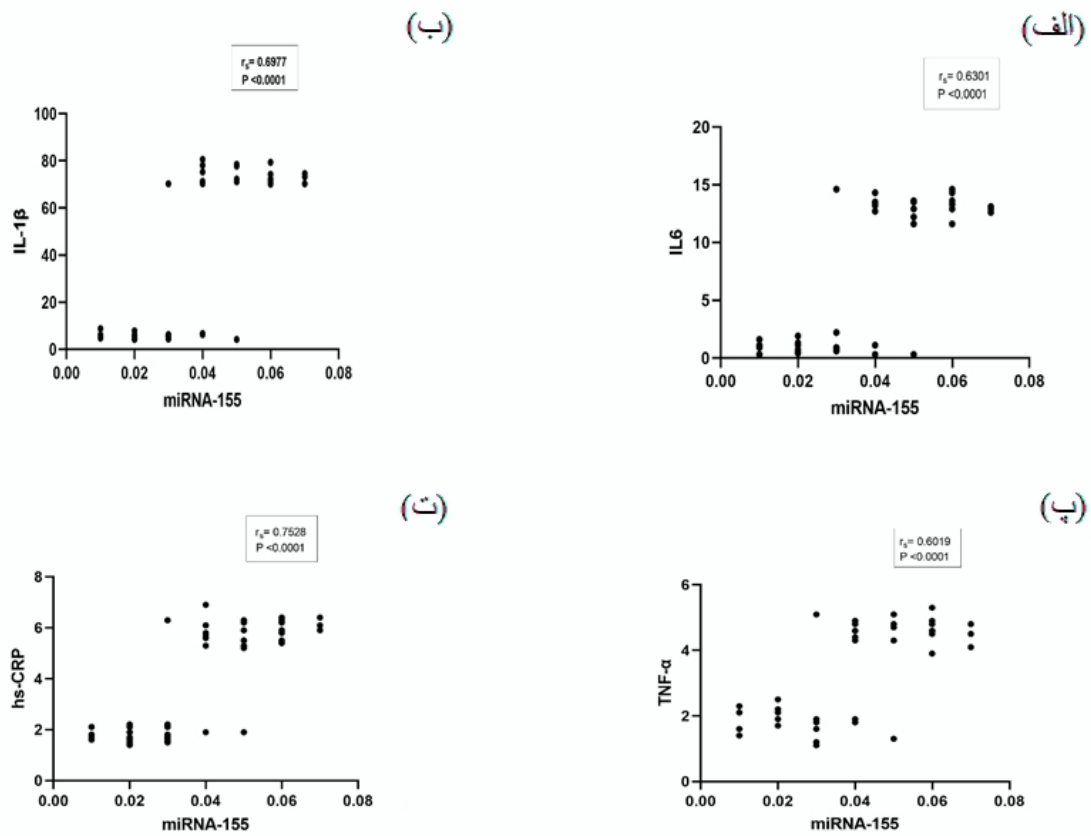 (الف)
r_s= 0.6301
P <0.0001
IL6
20
15
10
5
0
0.00 0.02 0.04 0.06 0.08
miRNA-155
(ب)
r_s= 0.6977
P <0.0001
IL-1β
100
80
60
40
20
0
0.00 0.02 0.04 0.06 0.08
miRNA-155
(پ)
r_s= 0.6019
P <0.0001
TNF-α
6
4
2
0
0.00 0.02 0.04 0.06 0.08
miRNA-155
(ت)
r_s= 0.7528
P <0.0001
hs-CRP
8
6
4
2
0
0.00 0.02 0.04 0.06 0.08
miRNA-155